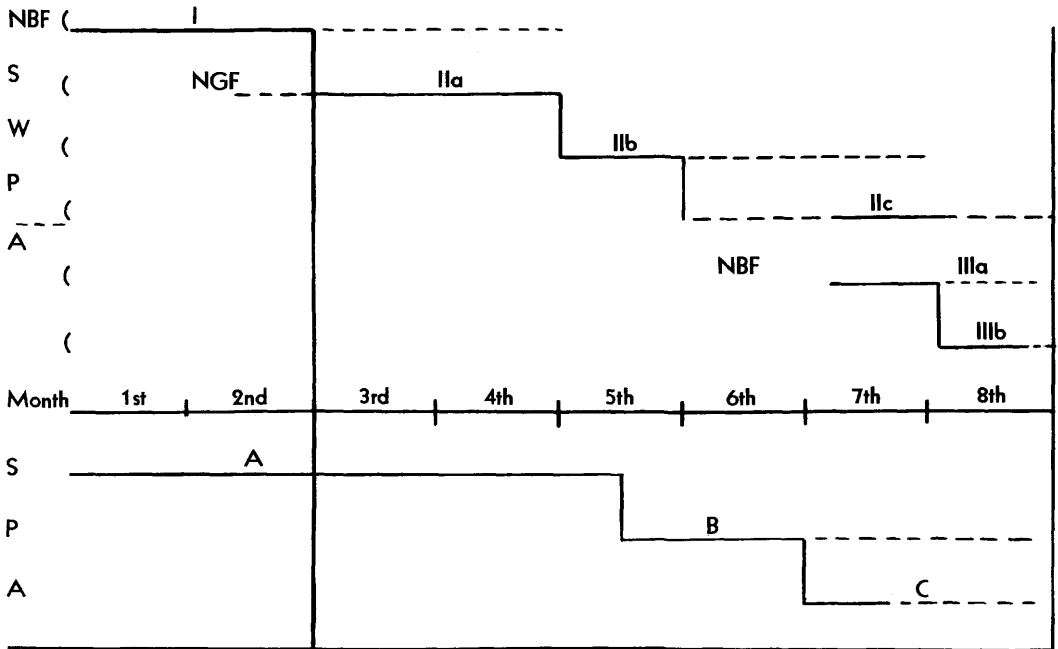 NBF ( I
S ( NGF IIa
W ( IIb
P ( IIc
A
( NBF IIIa
( IIIb
Month 1st 2nd 3rd 4th 5th 6th 7th 8th
S A
P B
A C